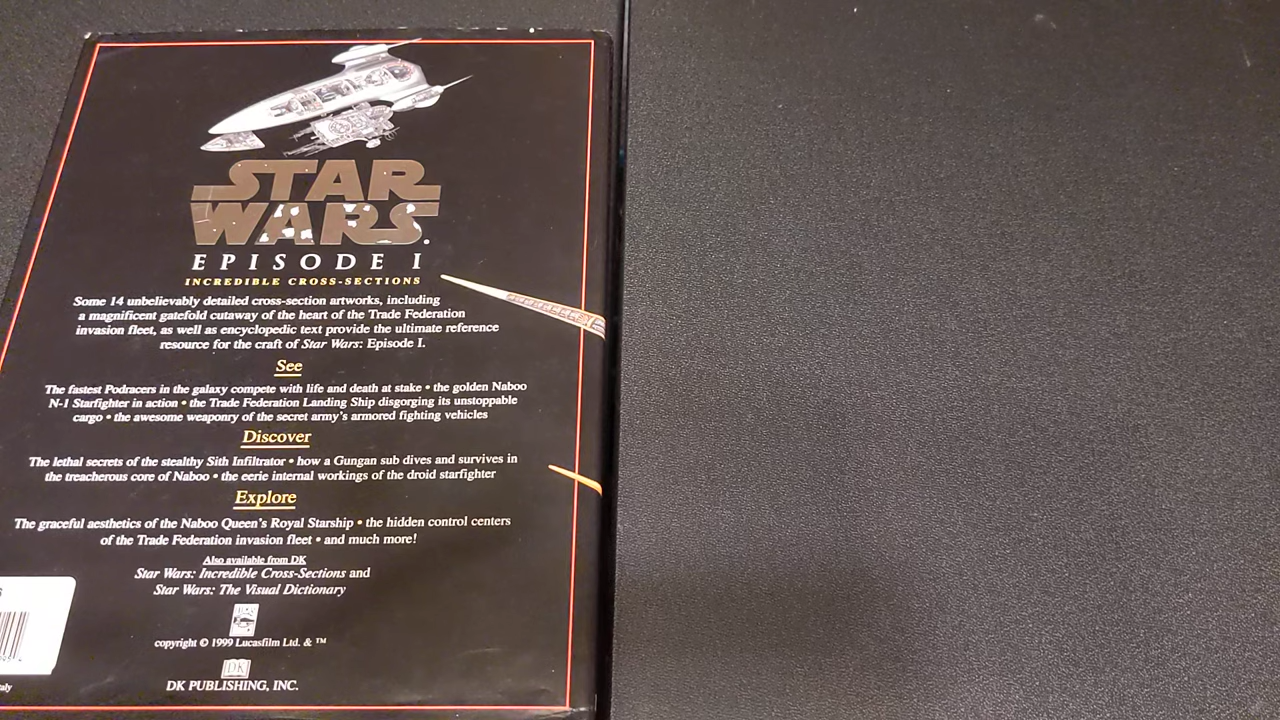 STAR
WARS
EPISODE I
INCREDIBLE CROSS-SECTIONS
Some 14 unbelievably detailed cross-section artworks, including
a magnificent gatefold cutaway of the heart of the Trade Federation
invasion fleet, as well as encyclopedic text provide the ultimate reference
resource for the craft of Star Wars: Episode I.
See
The fastest Podracers in the galaxy compete with life and death at stake • the golden Naboo
N-1 Starfighter in action • the Trade Federation Landing Ship disgorging its unstoppable
cargo • the awesome weaponry of the secret army's armored fighting vehicles
Discover
The lethal secrets of the stealthy Sith Infiltrator • how a Gungan sub dives and survives in
the treacherous core of Naboo • the eerie internal workings of the droid starfighter
Explore
The graceful aesthetics of the Naboo Queen's Royal Starship • the hidden control centers
of the Trade Federation invasion fleet • and much more!
Also available from DK
Star Wars: Incredible Cross-Sections and
Star Wars: The Visual Dictionary
copyright © 1999 Lucasfilm Ltd. & ™
DK
DK PUBLISHING, INC.